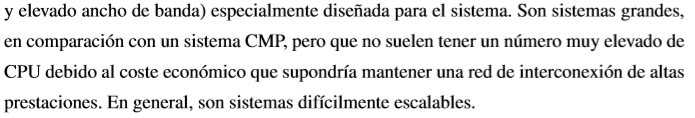 y elevado ancho de banda) especialmente diseñada para el sistema. Son sistemas grandes,
en comparación con un sistema CMP, pero que no suelen tener un número muy elevado de
CPU debido al coste económico que supondría mantener una red de interconexión de altas
prestaciones. En general, son sistemas difícilmente escalables.